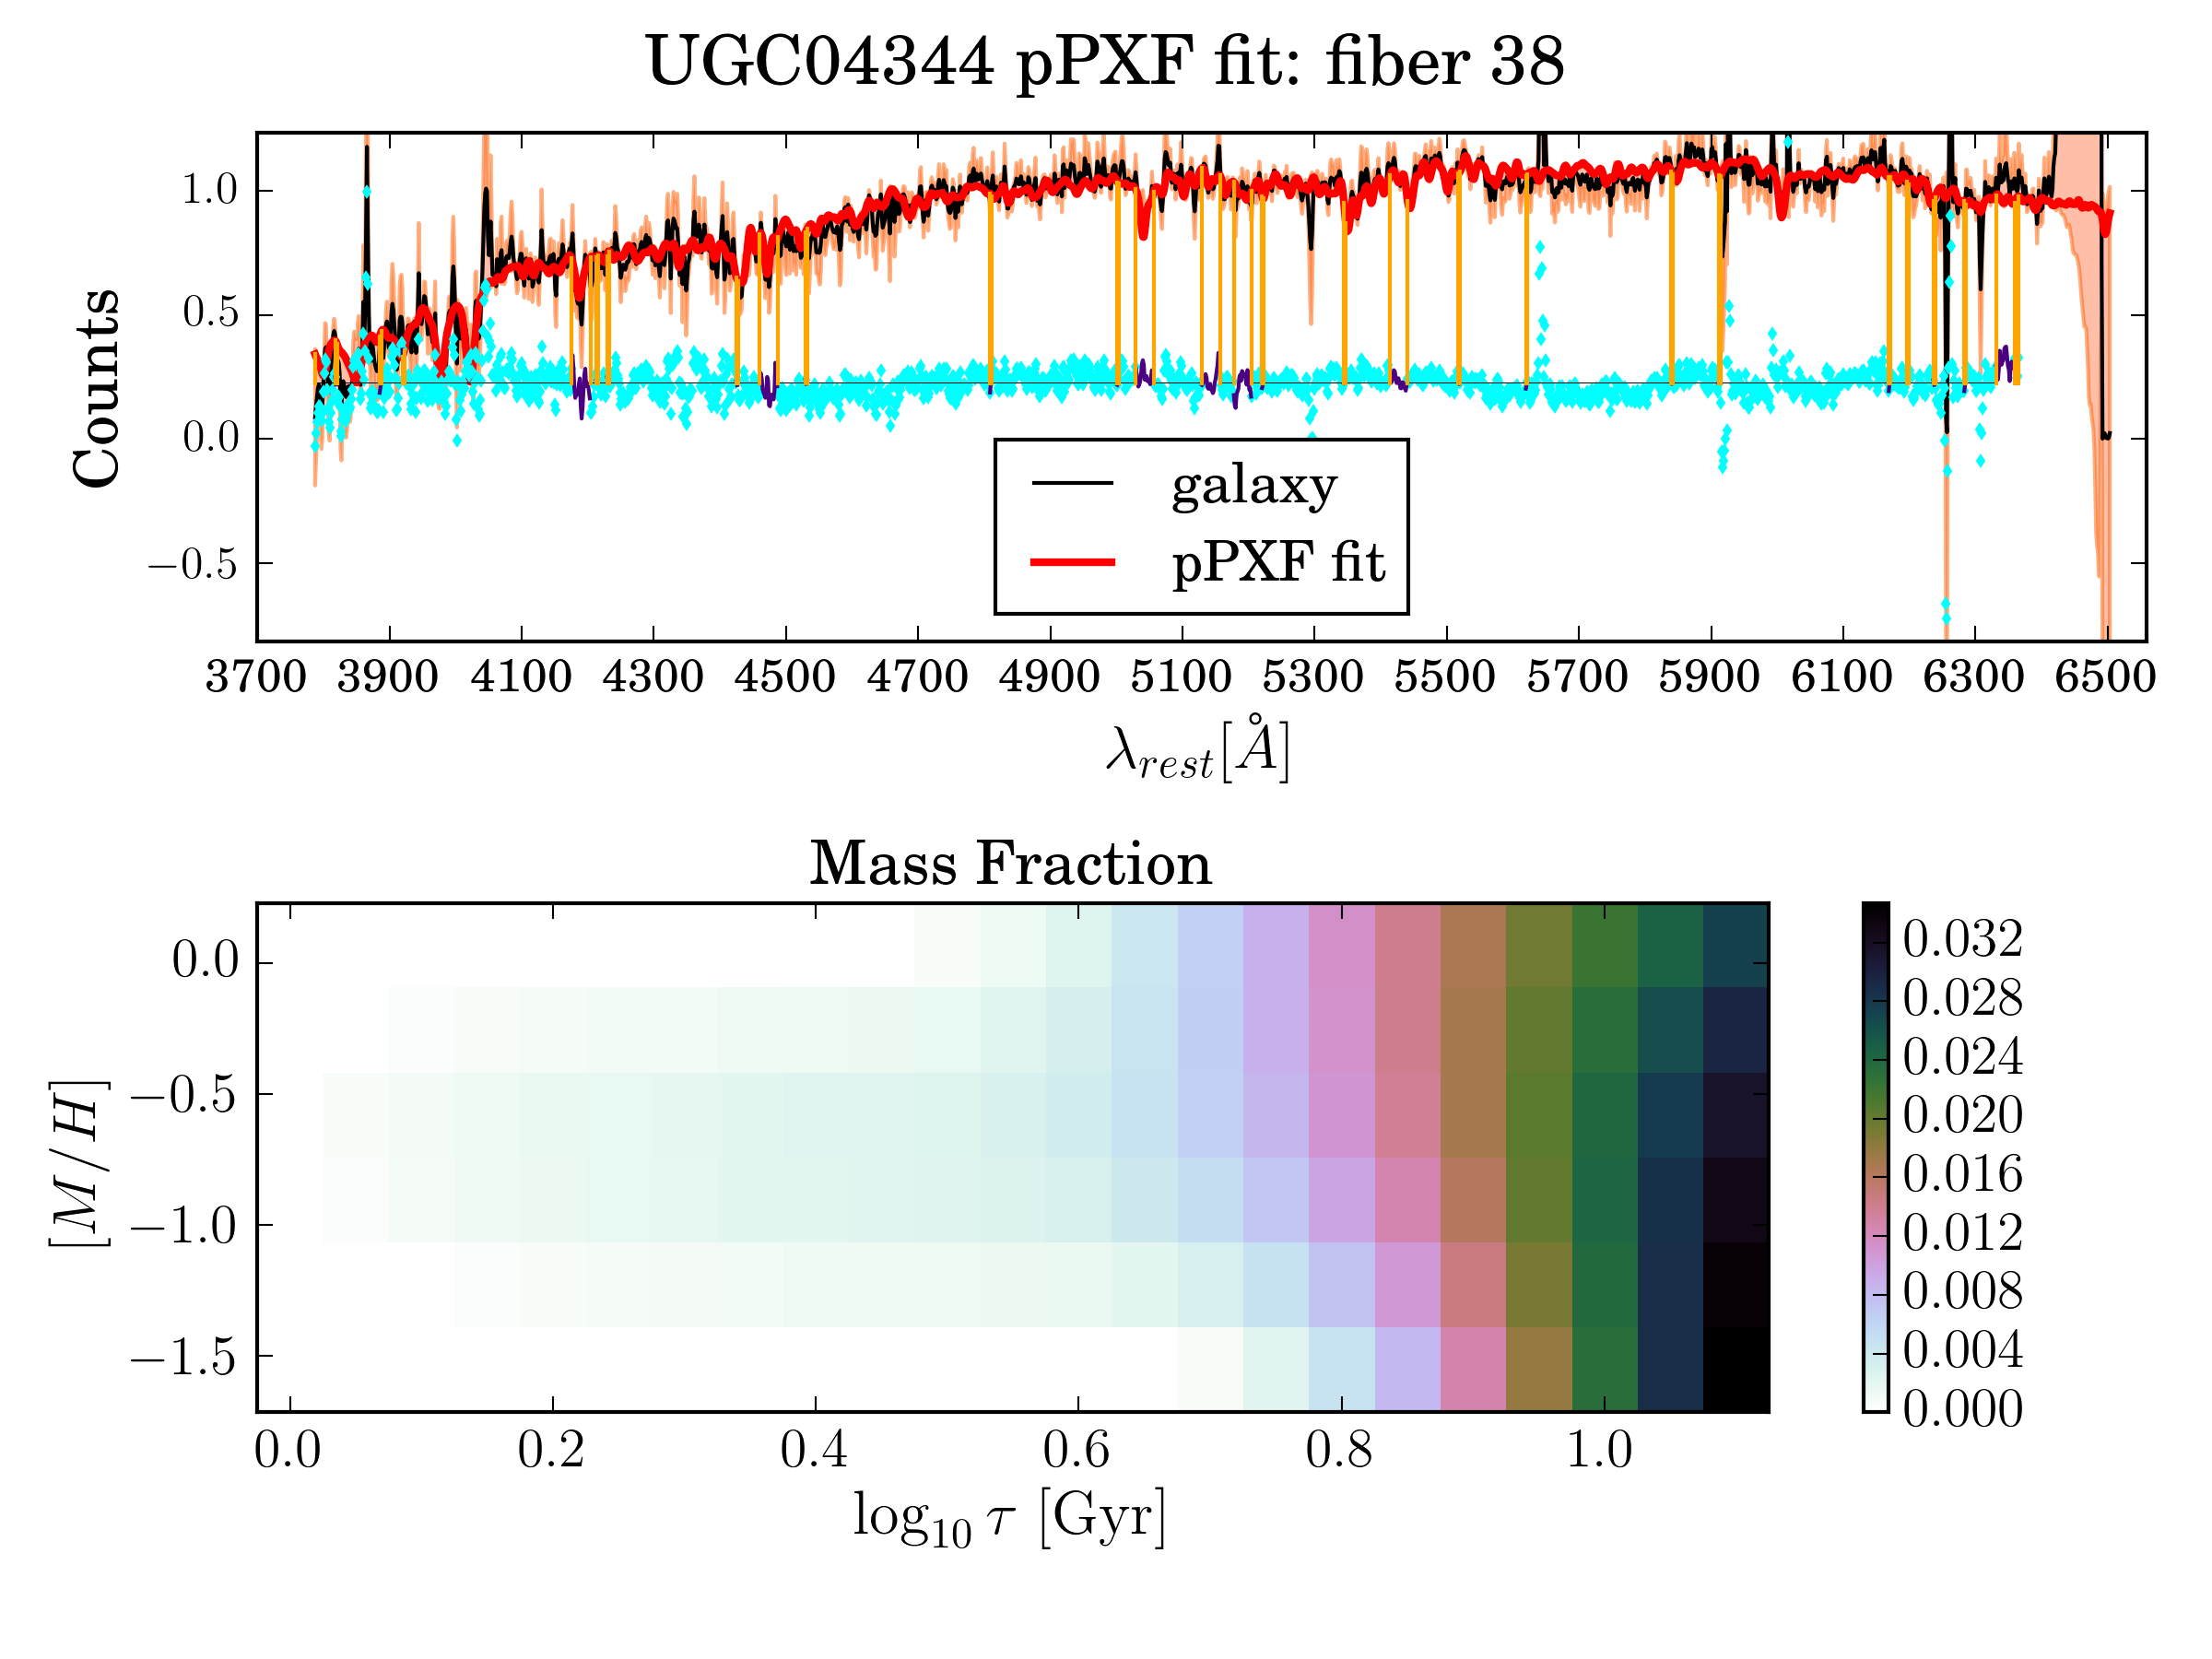 UGC04344 pPXF fit: fiber 38
Counts
1.0
0.5
0.0
−0.5
galaxy
pPXF fit
3700 3900 4100 4300 4500 4700 4900 5100 5300 5500 5700 5900 6100 6300 6500
λrest[Å]
Mass Fraction
[M/H]
0.0
−0.5
−1.0
−1.5
0.0 0.2 0.4 0.6 0.8 1.0
log10 τ [Gyr]
0.032
0.028
0.024
0.020
0.016
0.012
0.008
0.004
0.000